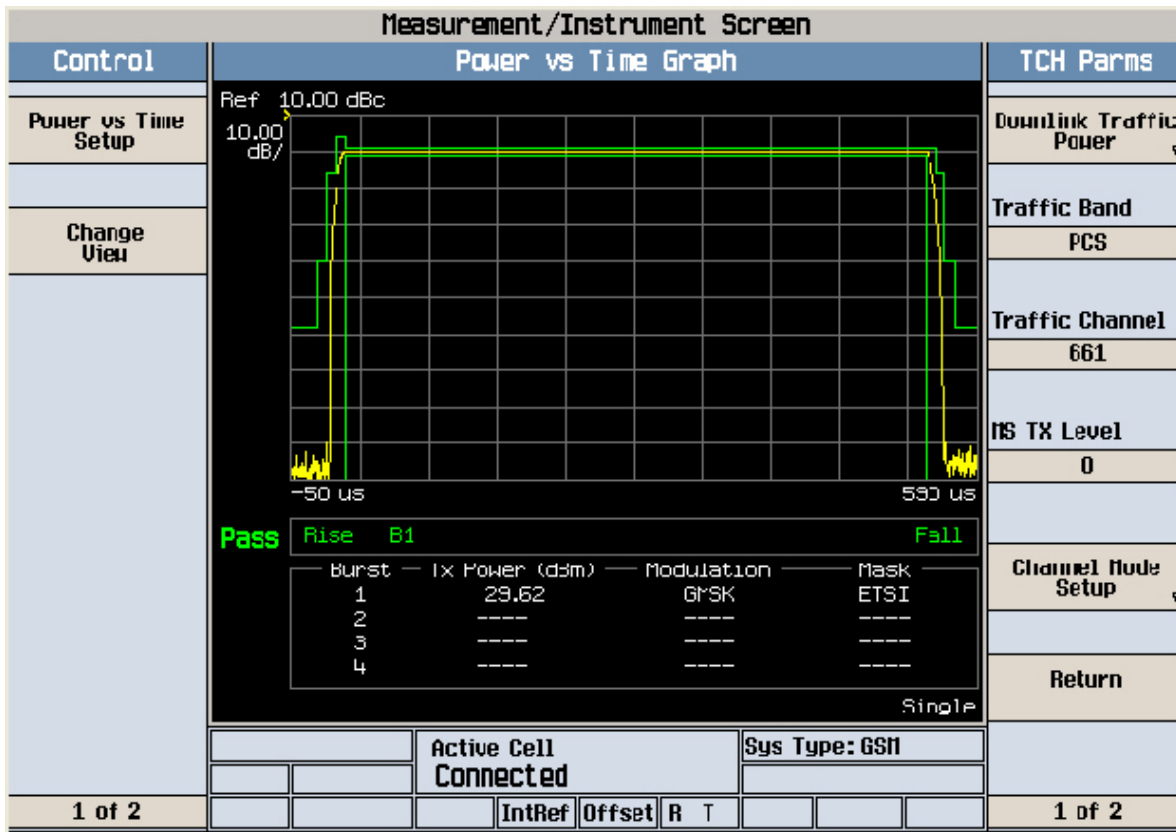 Measurement/Instrument Screen
Control
Power vs Time Graph
TCH Parms
Power vs Time
Setup
Change
View
1 of 2
Ref 10.00 dBc
10.00
dB/
-50 us
590 us
Pass
Rise B1 Fall
Burst Tx Power (dBm) Modulation Mask
1 29.62 GMSK ETSI
2 ---- ---- ----
3 ---- ---- ----
4 ---- ---- ----
Single
Active Cell
Connected
Sys Type: GSM
IntRef Offset R T
Downlink Traffic
Power
Traffic Band
PCS
Traffic Channel
661
MS TX Level
0
Channel Mode
Setup
Return
1 of 2